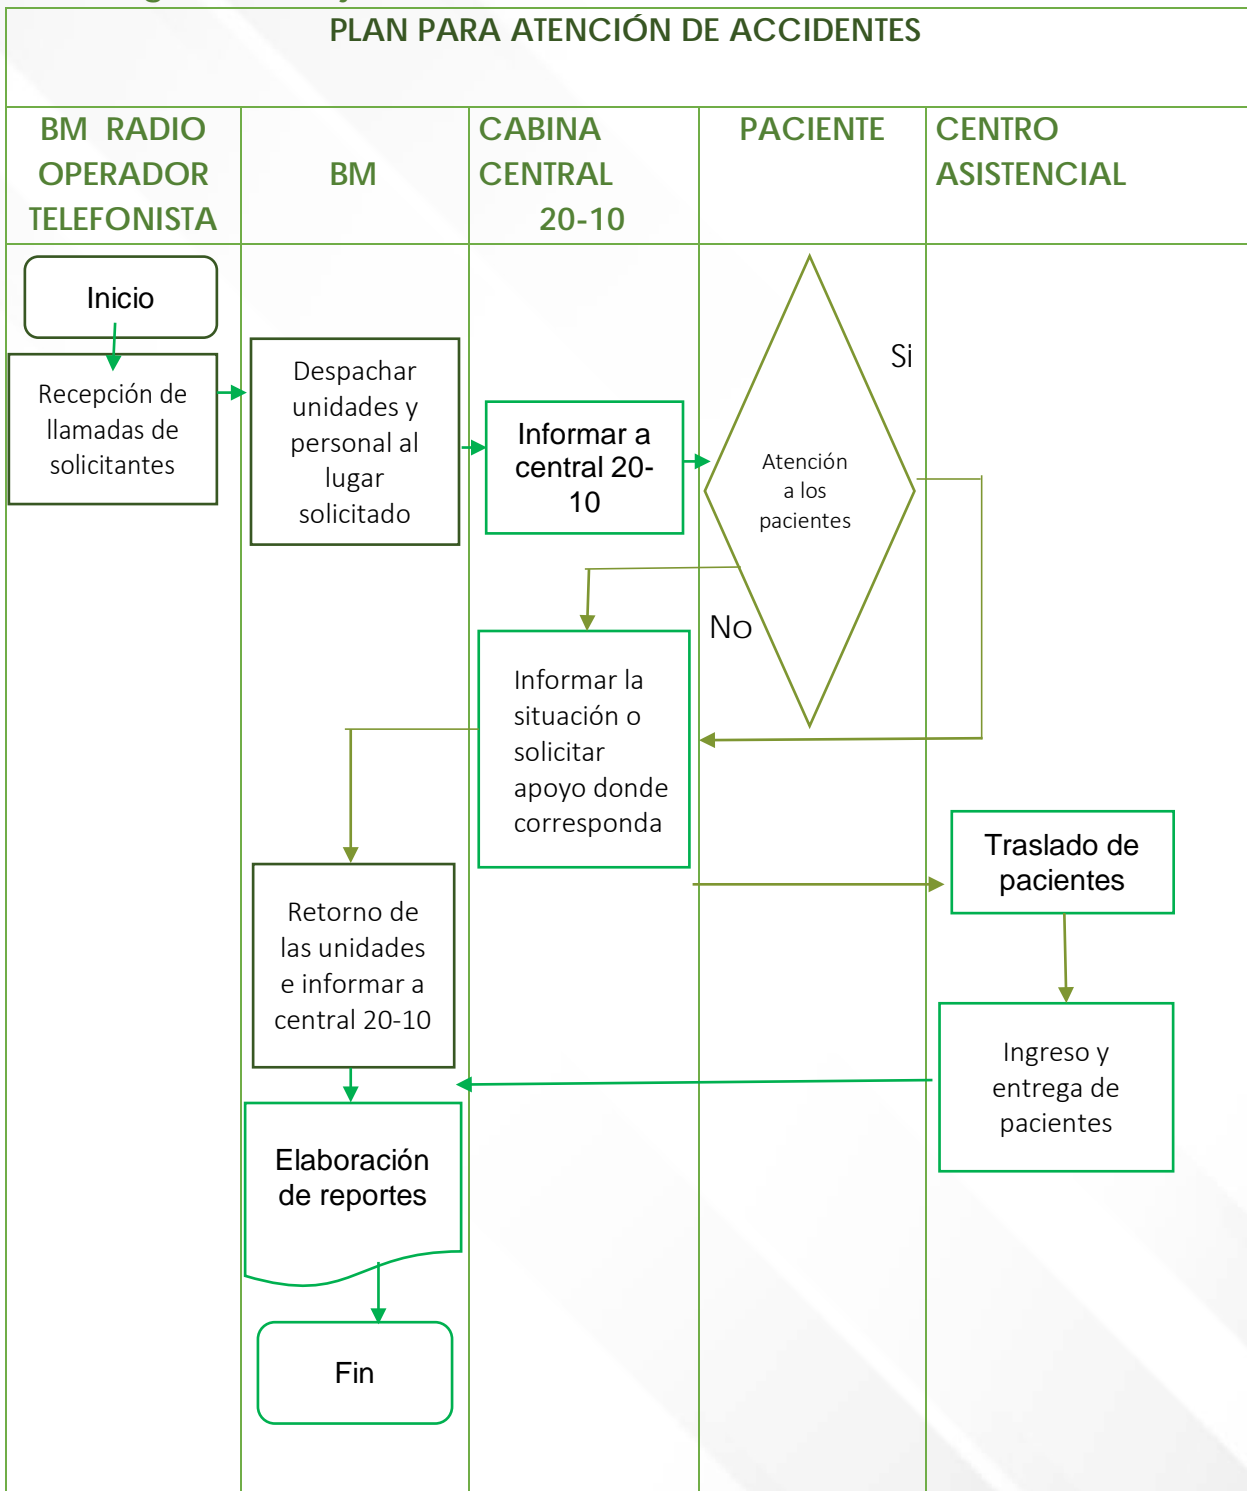 PLAN PARA ATENCIÓN DE ACCIDENTES
BM RADIO
OPERADOR
TELEFONISTA
BM
CABINA
CENTRAL
20-10
PACIENTE
CENTRO
ASISTENCIAL
Inicio
Recepción de
llamadas de
solicitantes
Despachar
unidades y
personal al
lugar
solicitado
Informar a
central 20-
10
Atención
a los
pacientes
Si
No
Informar la
situación o
solicitar
apoyo donde
corresponda
Traslado de
pacientes
Retorno de
las unidades
e informar a
central 20-10
Ingreso y
entrega de
pacientes
Elaboración
de reportes
Fin